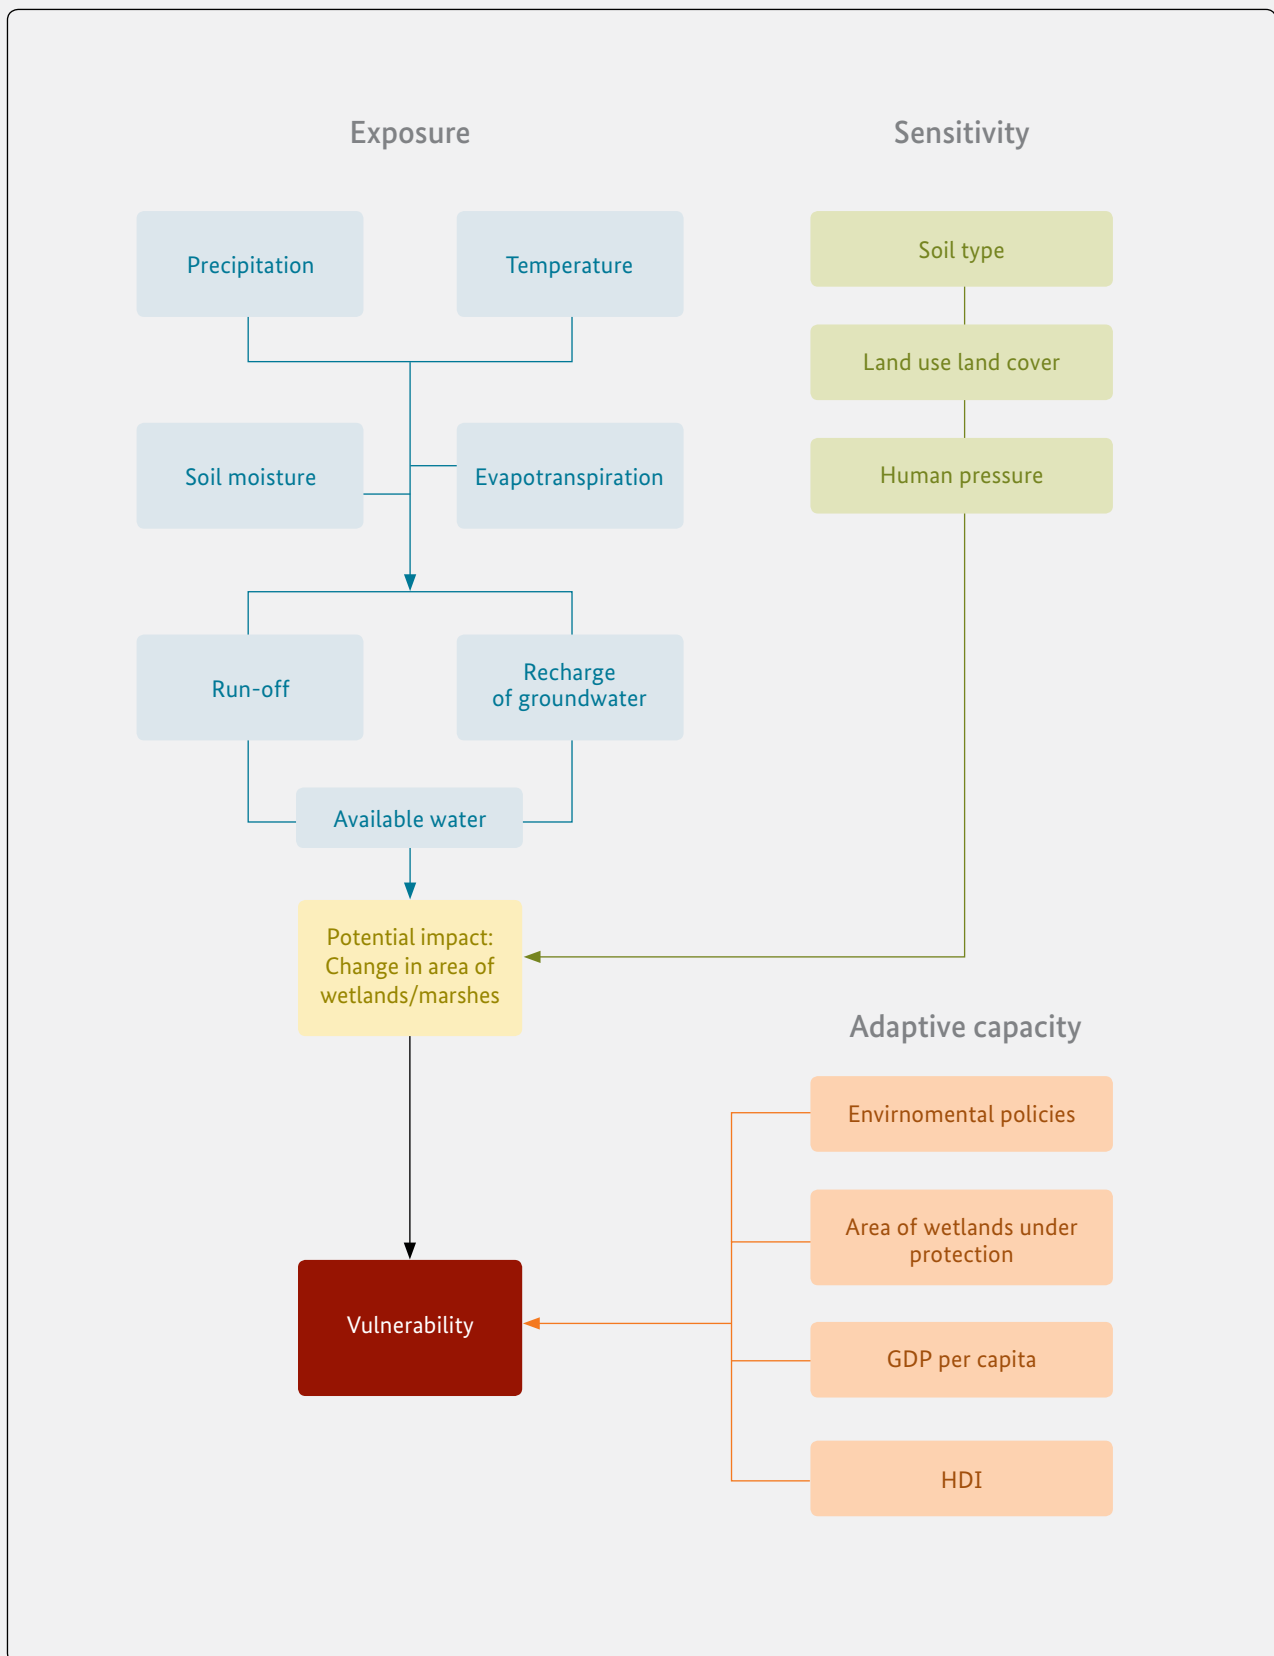 Exposure
Sensitivity
Precipitation
Temperature
Soil type
Land use land cover
Soil moisture
Evapotranspiration
Human pressure
Run-off
Recharge
of groundwater
Available water
Potential impact:
Change in area of
wetlands/marshes
Adaptive capacity
Envirnomental policies
Area of wetlands under
protection
Vulnerability
GDP per capita
HDI